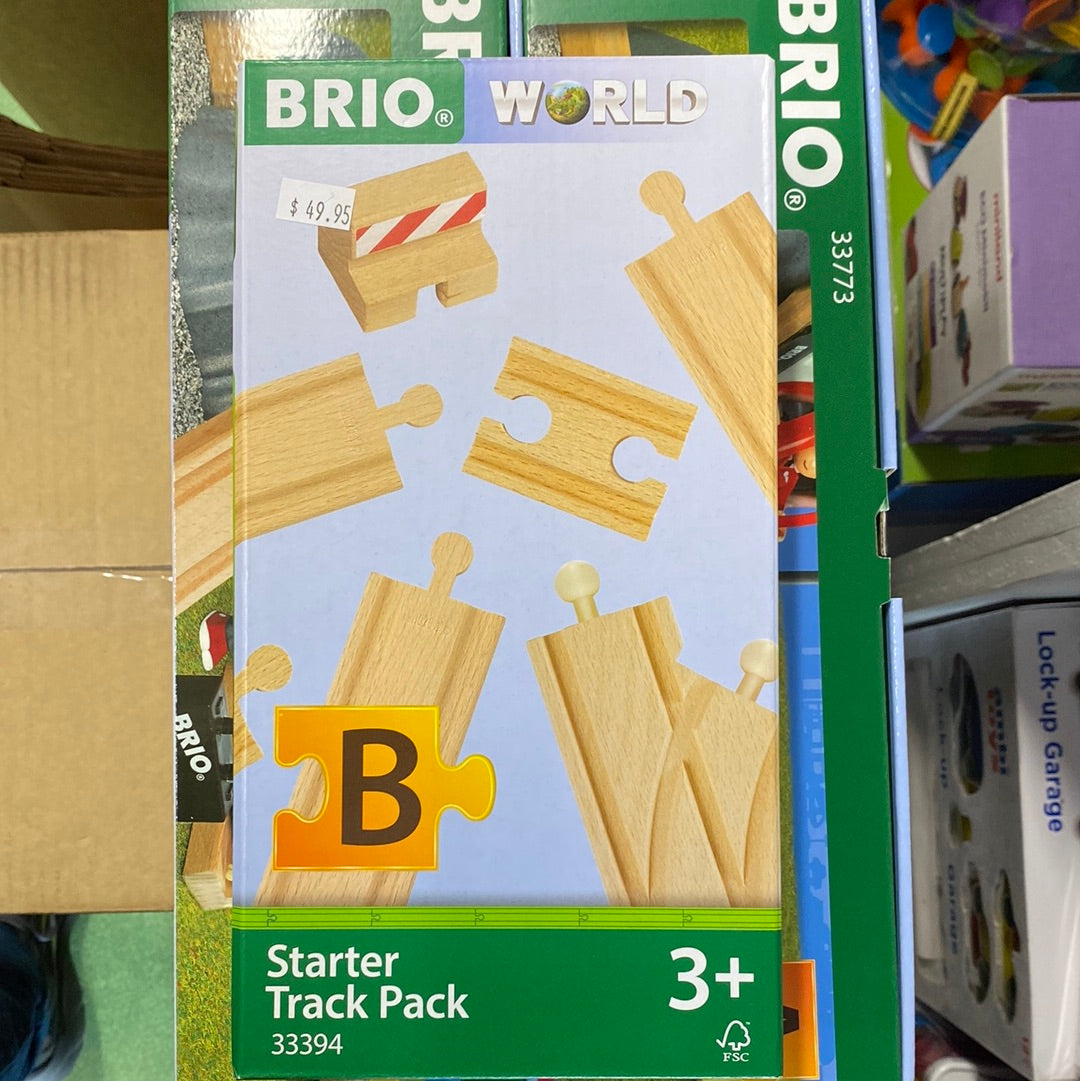 BRIO®
WORLD
$ 49.95
B
Starter
Track Pack
33394
3+
FSC
BRIO®
33773
BRIO®
Lock-up Garage